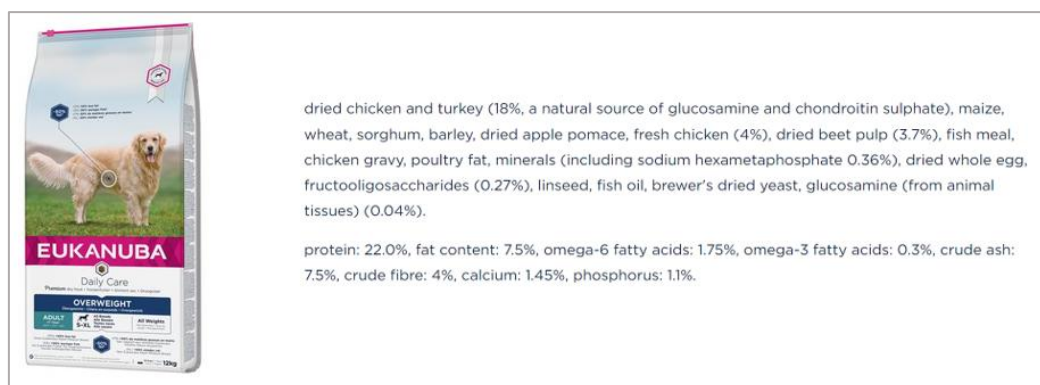 EUKANUBA
Daily Care
OVERWEIGHT
ADULT
S-XL
All Weights
12kg
dried chicken and turkey (18%, a natural source of glucosamine and chondroitin sulphate), maize,
wheat, sorghum, barley, dried apple pomace, fresh chicken (4%), dried beet pulp (3.7%), fish meal,
chicken gravy, poultry fat, minerals (including sodium hexametaphosphate 0.36%), dried whole egg,
fructooligosaccharides (0.27%), linseed, fish oil, brewer's dried yeast, glucosamine (from animal
tissues) (0.04%).
protein: 22.0%, fat content: 7.5%, omega-6 fatty acids: 1.75%, omega-3 fatty acids: 0.3%, crude ash:
7.5%, crude fibre: 4%, calcium: 1.45%, phosphorus: 1.1%.